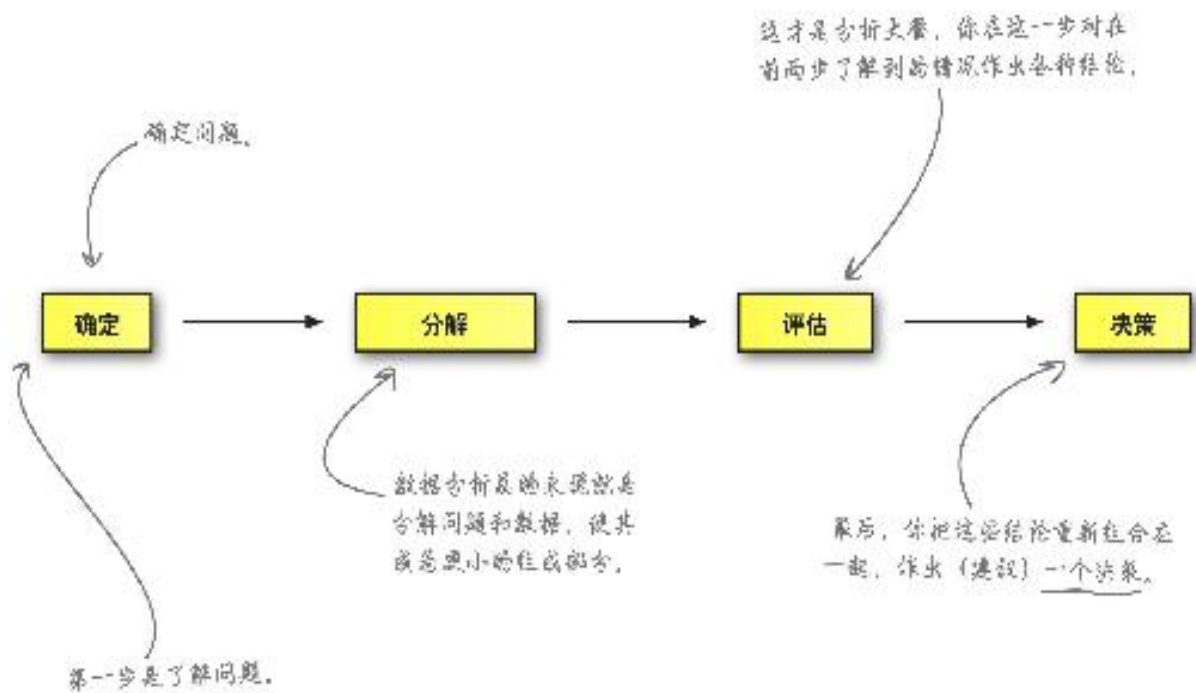 这才是分析大餐，你在这一步对在
前两步了解到的情况作出各种结论。
确定问题。
确定
分解
评估
决策
数据分析说的来说就是
分解问题和数据，使其
成为更小的组成部分。
最后，你把这些结论重新组合在
一起，作出（建议）一个决策。
第一步是了解问题。